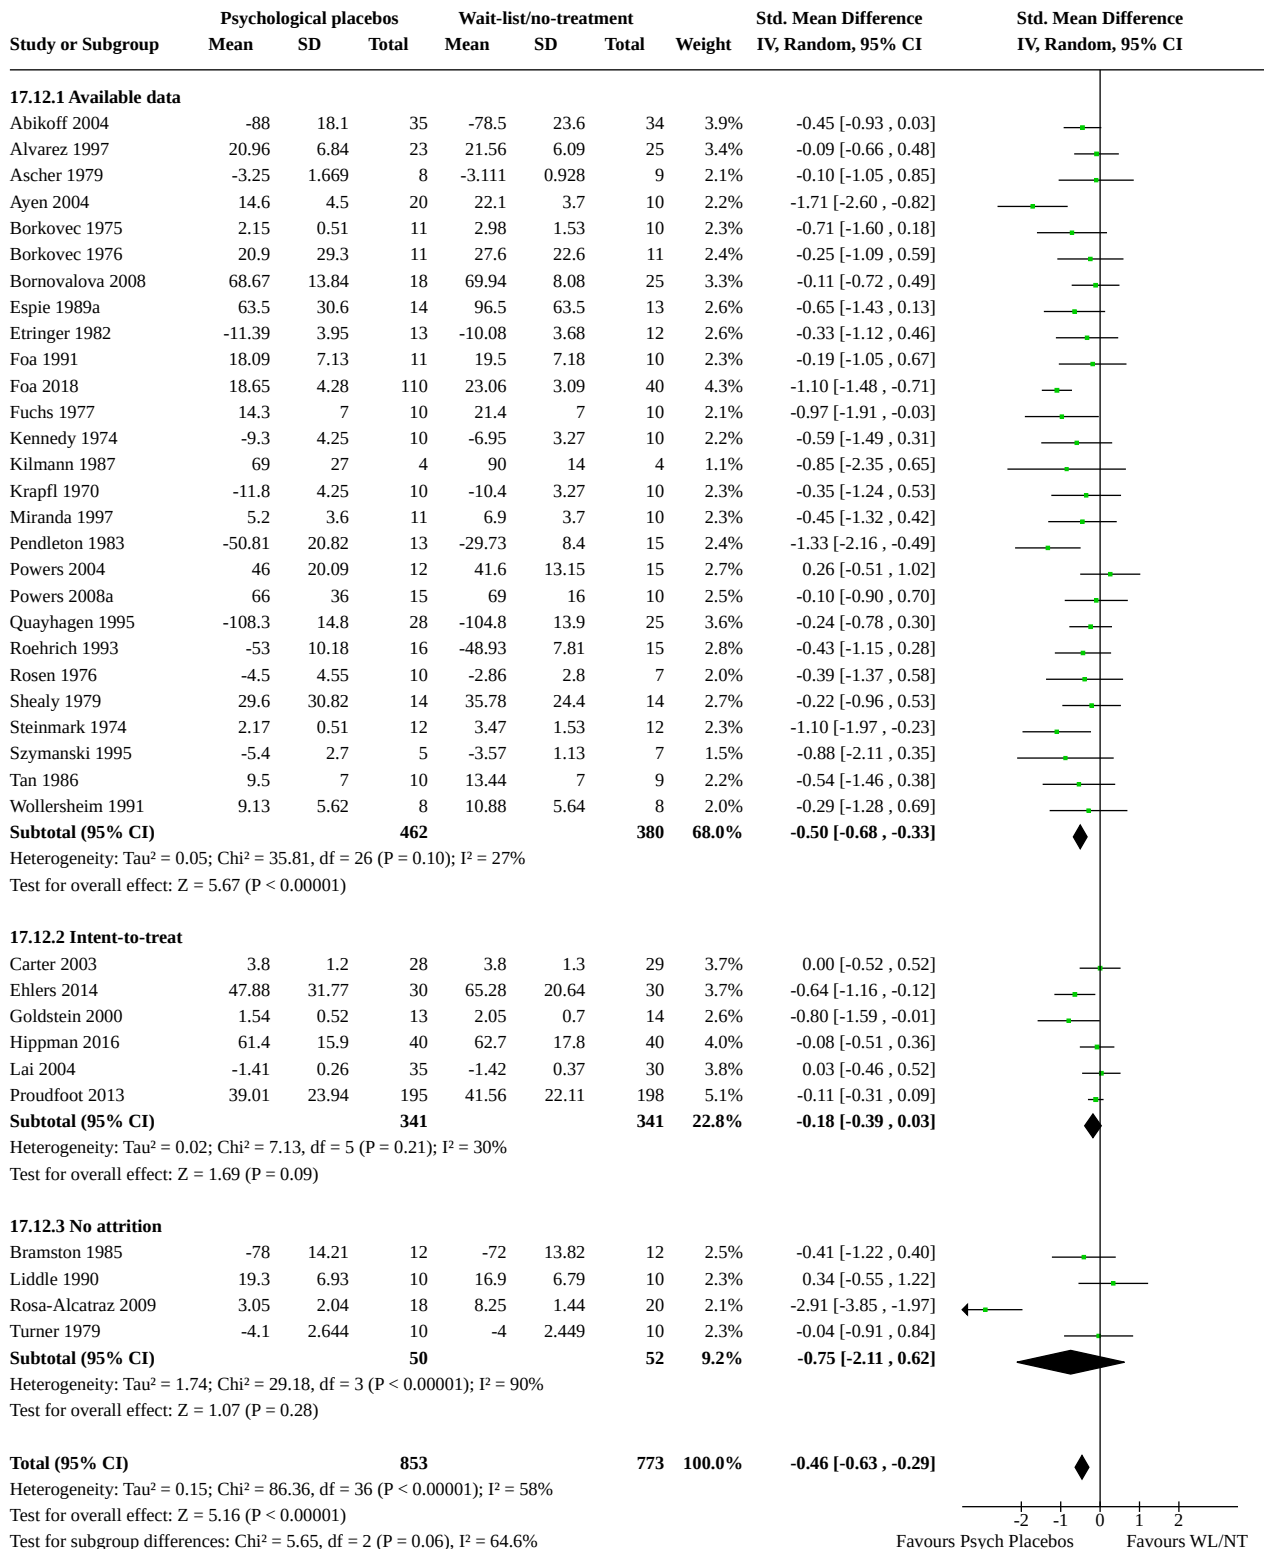 Psychological placebos Wait-list/no-treatment Std. Mean Difference Std. Mean Difference
Study or Subgroup Mean SD Total Mean SD Total Weight IV, Random, 95% CI IV, Random, 95% CI
17.12.1 Available data
Abikoff 2004 -88 18.1 35 -78.5 23.6 34 3.9% -0.45 [-0.93 , 0.03]
Alvarez 1997 20.96 6.84 23 21.56 6.09 25 3.4% -0.09 [-0.66 , 0.48]
Ascher 1979 -3.25 1.669 8 -3.111 0.928 9 2.1% -0.10 [-1.05 , 0.85]
Ayen 2004 14.6 4.5 20 22.1 3.7 10 2.2% -1.71 [-2.60 , -0.82]
Borkovec 1975 2.15 0.51 11 2.98 1.53 10 2.3% -0.71 [-1.60 , 0.18]
Borkovec 1976 20.9 29.3 11 27.6 22.6 11 2.4% -0.25 [-1.09 , 0.59]
Bornovalova 2008 68.67 13.84 18 69.94 8.08 25 3.3% -0.11 [-0.72 , 0.49]
Espie 1989a 63.5 30.6 14 96.5 63.5 13 2.6% -0.65 [-1.43 , 0.13]
Etringer 1982 -11.39 3.95 13 -10.08 3.68 12 2.6% -0.33 [-1.12 , 0.46]
Foa 1991 18.09 7.13 11 19.5 7.18 10 2.3% -0.19 [-1.05 , 0.67]
Foa 2018 18.65 4.28 110 23.06 3.09 40 4.3% -1.10 [-1.48 , -0.71]
Fuchs 1977 14.3 7 10 21.4 7 10 2.1% -0.97 [-1.91 , -0.03]
Kennedy 1974 -9.3 4.25 10 -6.95 3.27 10 2.2% -0.59 [-1.49 , 0.31]
Kilmann 1987 69 27 4 90 14 4 1.1% -0.85 [-2.35 , 0.65]
Krapfl 1970 -11.8 4.25 10 -10.4 3.27 10 2.3% -0.35 [-1.24 , 0.53]
Miranda 1997 5.2 3.6 11 6.9 3.7 10 2.3% -0.45 [-1.32 , 0.42]
Pendleton 1983 -50.81 20.82 13 -29.73 8.4 15 2.4% -1.33 [-2.16 , -0.49]
Powers 2004 46 20.09 12 41.6 13.15 15 2.7% 0.26 [-0.51 , 1.02]
Powers 2008a 66 36 15 69 16 10 2.5% -0.10 [-0.90 , 0.70]
Quayhagen 1995 -108.3 14.8 28 -104.8 13.9 25 3.6% -0.24 [-0.78 , 0.30]
Roehrich 1993 -53 10.18 16 -48.93 7.81 15 2.8% -0.43 [-1.15 , 0.28]
Rosen 1976 -4.5 4.55 10 -2.86 2.8 7 2.0% -0.39 [-1.37 , 0.58]
Shealy 1979 29.6 30.82 14 35.78 24.4 14 2.7% -0.22 [-0.96 , 0.53]
Steinmark 1974 2.17 0.51 12 3.47 1.53 12 2.3% -1.10 [-1.97 , -0.23]
Szymanski 1995 -5.4 2.7 5 -3.57 1.13 7 1.5% -0.88 [-2.11 , 0.35]
Tan 1986 9.5 7 10 13.44 7 9 2.2% -0.54 [-1.46 , 0.38]
Wollersheim 1991 9.13 5.62 8 10.88 5.64 8 2.0% -0.29 [-1.28 , 0.69]
Subtotal (95% CI) 462 380 68.0% -0.50 [-0.68 , -0.33]
Heterogeneity: Tau² = 0.05; Chi² = 35.81, df = 26 (P = 0.10); I² = 27%
Test for overall effect: Z = 5.67 (P < 0.00001)
17.12.2 Intent-to-treat
Carter 2003 3.8 1.2 28 3.8 1.3 29 3.7% 0.00 [-0.52 , 0.52]
Ehlers 2014 47.88 31.77 30 65.28 20.64 30 3.7% -0.64 [-1.16 , -0.12]
Goldstein 2000 1.54 0.52 13 2.05 0.7 14 2.6% -0.80 [-1.59 , -0.01]
Hippman 2016 61.4 15.9 40 62.7 17.8 40 4.0% -0.08 [-0.51 , 0.36]
Lai 2004 -1.41 0.26 35 -1.42 0.37 30 3.8% 0.03 [-0.46 , 0.52]
Proudfoot 2013 39.01 23.94 195 41.56 22.11 198 5.1% -0.11 [-0.31 , 0.09]
Subtotal (95% CI) 341 341 22.8% -0.18 [-0.39 , 0.03]
Heterogeneity: Tau² = 0.02; Chi² = 7.13, df = 5 (P = 0.21); I² = 30%
Test for overall effect: Z = 1.69 (P = 0.09)
17.12.3 No attrition
Bramston 1985 -78 14.21 12 -72 13.82 12 2.5% -0.41 [-1.22 , 0.40]
Liddle 1990 19.3 6.93 10 16.9 6.79 10 2.3% 0.34 [-0.55 , 1.22]
Rosa-Alcatraz 2009 3.05 2.04 18 8.25 1.44 20 2.1% -2.91 [-3.85 , -1.97]
Turner 1979 -4.1 2.644 10 -4 2.449 10 2.3% -0.04 [-0.91 , 0.84]
Subtotal (95% CI) 50 52 9.2% -0.75 [-2.11 , 0.62]
Heterogeneity: Tau² = 1.74; Chi² = 29.18, df = 3 (P < 0.00001); I² = 90%
Test for overall effect: Z = 1.07 (P = 0.28)
Total (95% CI) 853 773 100.0% -0.46 [-0.63 , -0.29]
Heterogeneity: Tau² = 0.15; Chi² = 86.36, df = 36 (P < 0.00001); I² = 58%
Test for overall effect: Z = 5.16 (P < 0.00001)
-2 -1 0 1 2
Test for subgroup differences: Chi² = 5.65, df = 2 (P = 0.06), I² = 64.6% Favours Psych Placebos Favours WL/NT